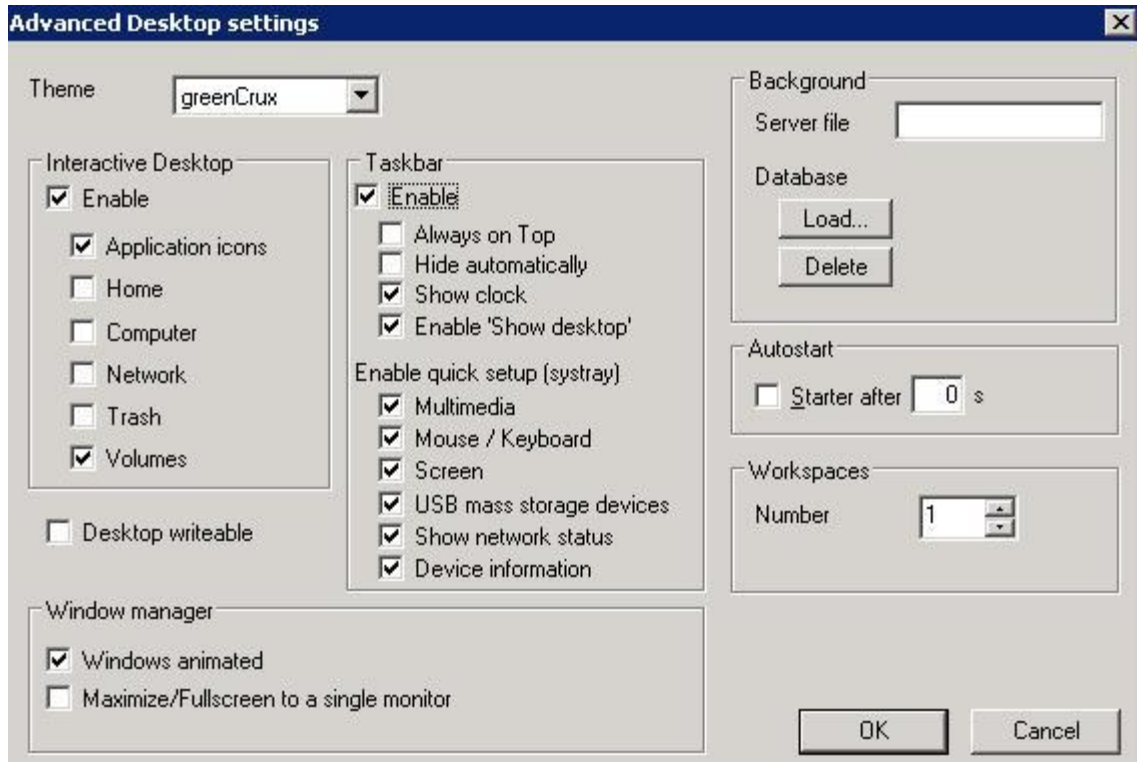 Advanced Desktop settings
Theme
greenCrux
Interactive Desktop
Enable
Application icons
Home
Computer
Network
Trash
Volumes
Desktop writeable
Taskbar
Enable
Always on Top
Hide automatically
Show clock
Enable 'Show desktop'
Enable quick setup (systray)
Multimedia
Mouse / Keyboard
Screen
USB mass storage devices
Show network status
Device information
Window manager
Windows animated
Maximize/Fullscreen to a single monitor
Background
Server file
Database
Load...
Delete
Autostart
Starter after 0 s
Workspaces
Number 1
OK
Cancel